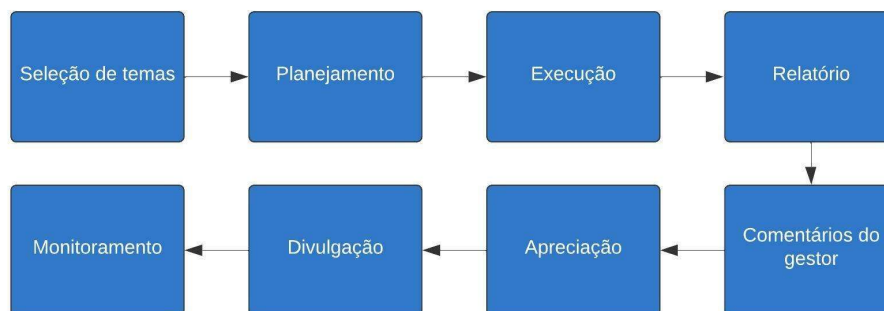 Seleção de temas
Planejamento
Execução
Relatório
Comentários do
gestor
Apreciação
Divulgação
Monitoramento